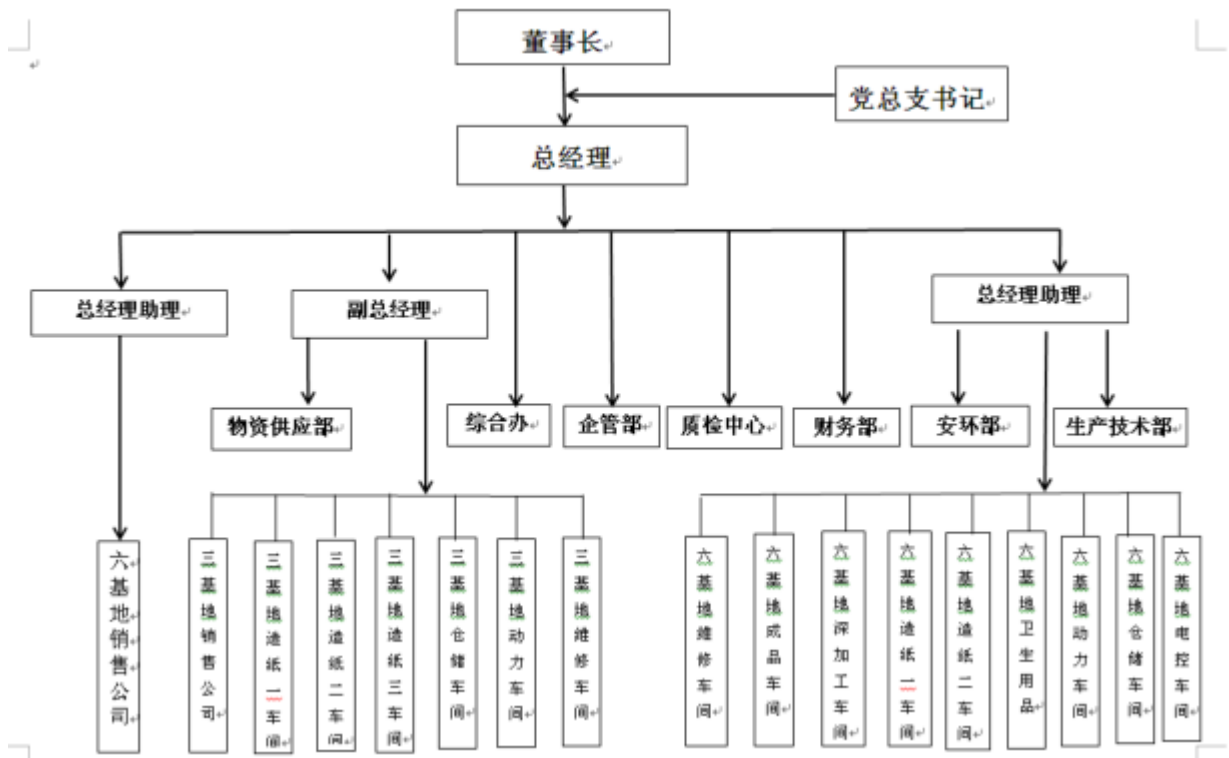 董事长
党总支书记
总经理
总经理助理
副总经理
总经理助理
物资供应部
综合办
企管部
质检中心
财务部
安环部
生产技术部
六基地销售公司
三基地销售公司
三基地造纸一车间
三基地造纸二车间
三基地造纸三车间
三基地仓储车间
三基地动力车间
三基地维修车间
六基地维修车间
六基地成品车间
六基地深加工车间
六基地造纸一车间
六基地造纸二车间
六基地卫生用品
六基地动力车间
六基地仓储车间
六基地电控车间